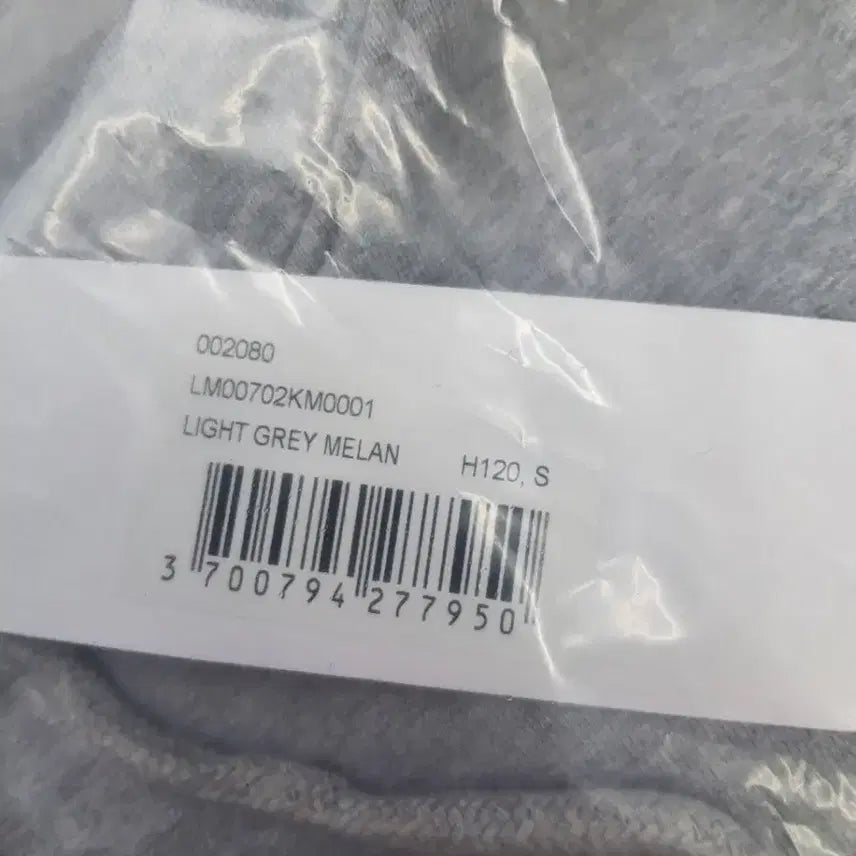 002080
LM00702KM0001
LIGHT GREY MELAN H120, S
3 700794 277950